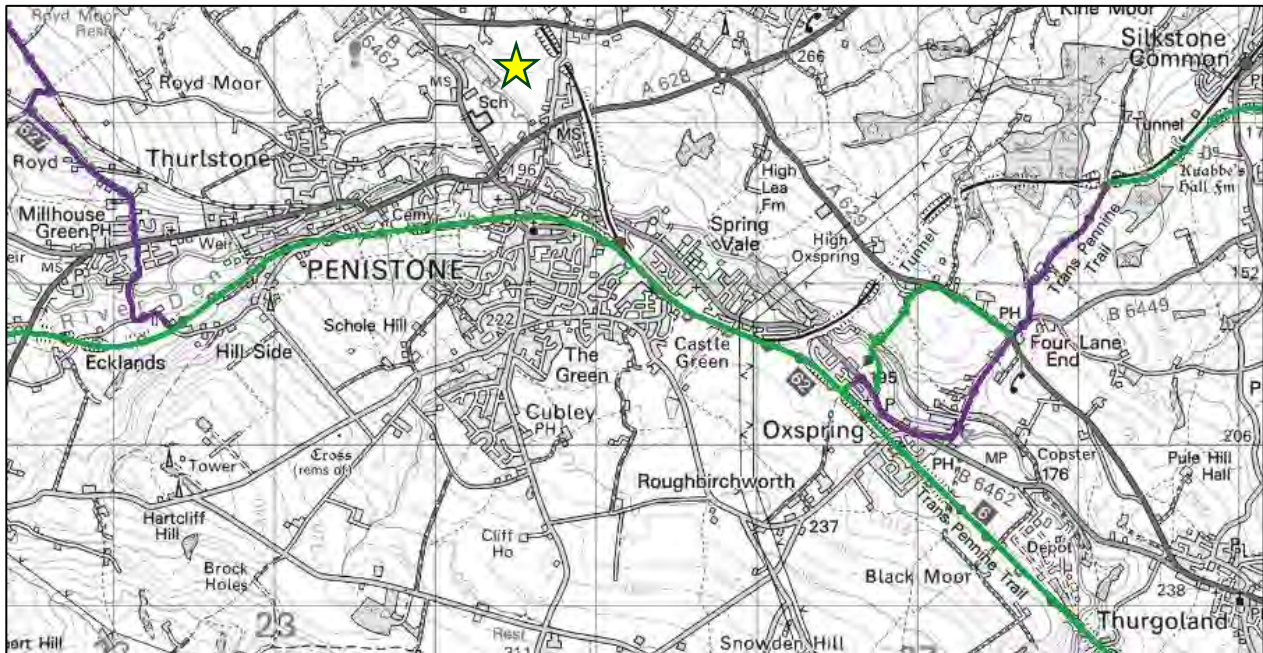 Royd Moor
Resr
B 6462
Royd Moor
MS
Sch
A 628
266
Kine Moor
Silkstone
Common
Tunnel
627
Royd
Thurlstone
MS
196
High
Lea
Fm
A 629
Knabbe's
Hall Fm
Millhouse
Green PH
Weir
Cemy
Spring
Vale
High
Oxspring
Tunnel
Trans Pennine
Trail
152
MS
River Don
PENISTONE
PH
B 6449
Four Lane
End
Schole Hill
222
Ecklands
Hill Side
The
Green
Castle
Green
62
195
P
Cubley
PH
Oxspring
Tower
Cross
(rems of)
Roughbirchworth
PH
MP
Copster
176
206
Pule Hill
Hall
B 6462
Hartcliff
Hill
Cliff
Ho
237
6
Trans Pennine Trail
Depot
Brock
Holes
Black Moor
238
23
Resr
311
Snowden Hill
Thurgoland